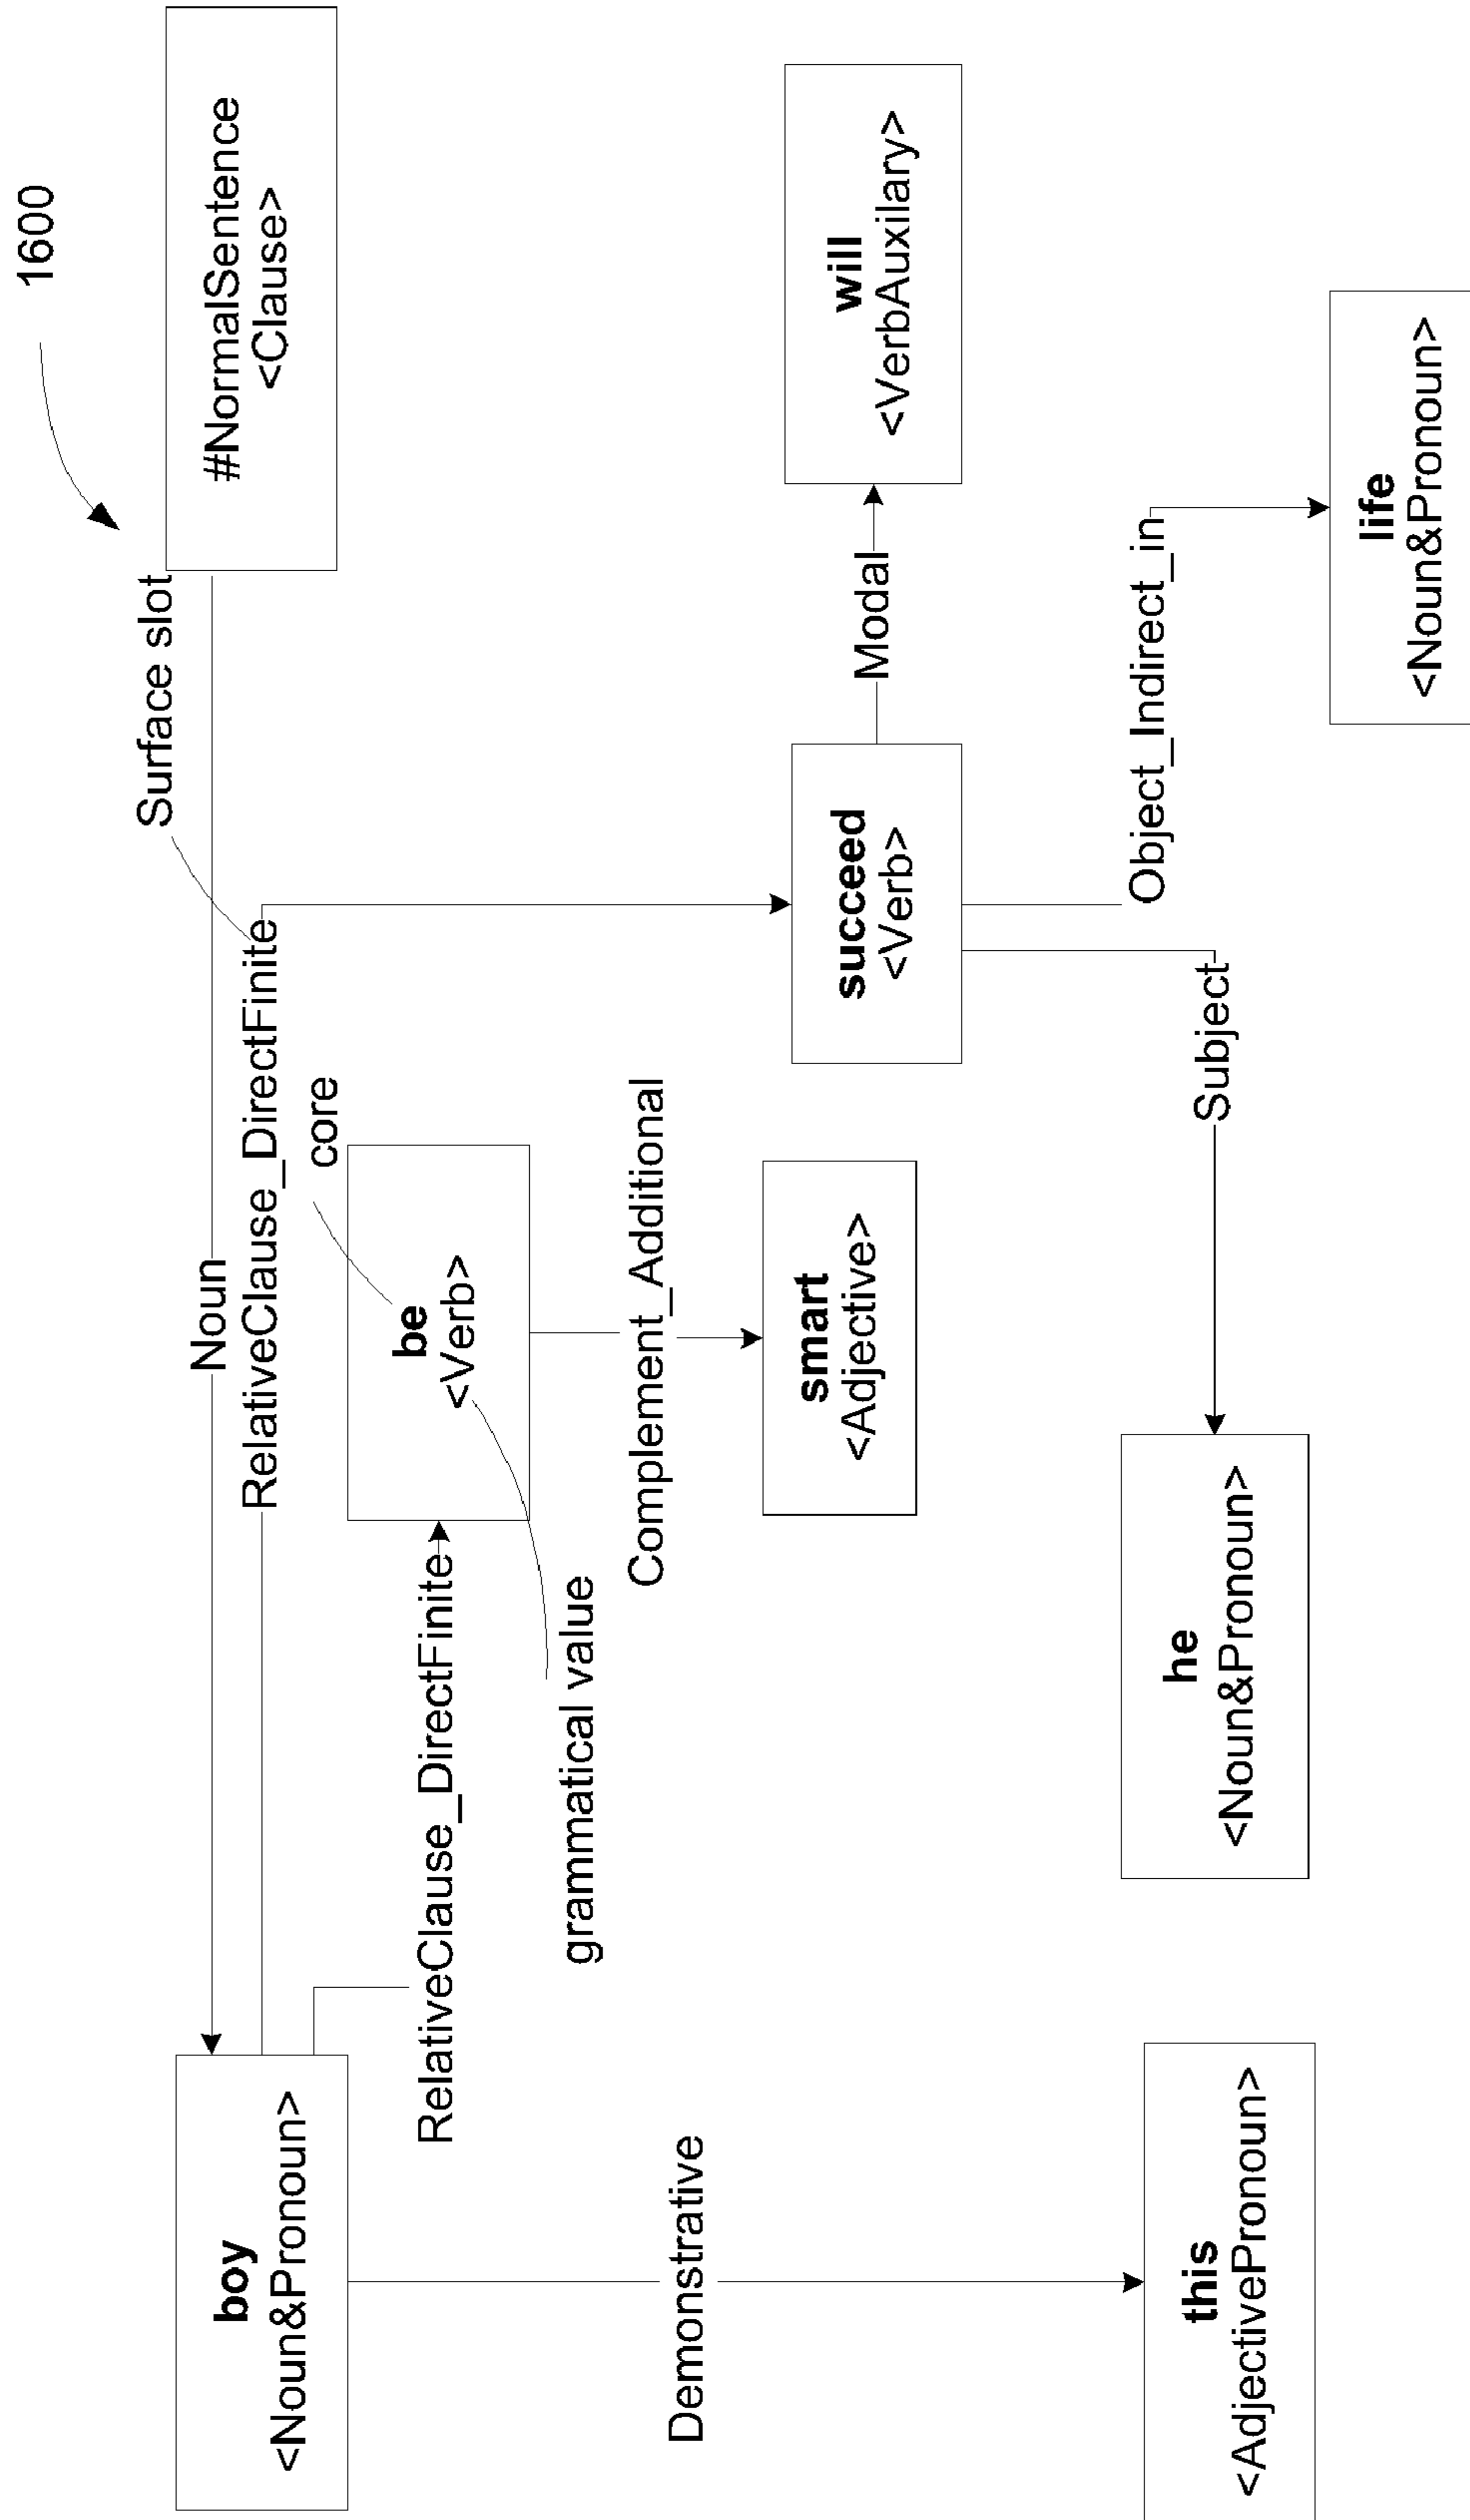 1600
Surface slot
Noun
boy
<Noun&Pronoun>
#NormalSentence
<Clause>
RelativeClause_DirectFinite
core
be
<Verb>
RelativeClause_DirectFinite
grammatical value
Complement_Additional
Demonstrative
smart
<Adjective>
succeed
<Verb>
Modal
will
<VerbAuxilary>
Object_Indirect_in
Subject
this
<AdjectivePronoun>
he
<Noun&Pronoun>
life
<Noun&Pronoun>